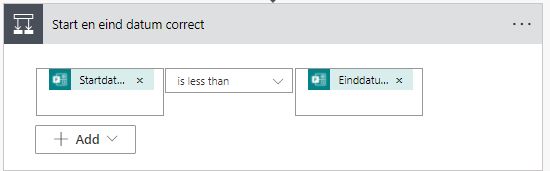 Start en eind datum correct
Startdat... × is less than Einddatu... ×
+ Add